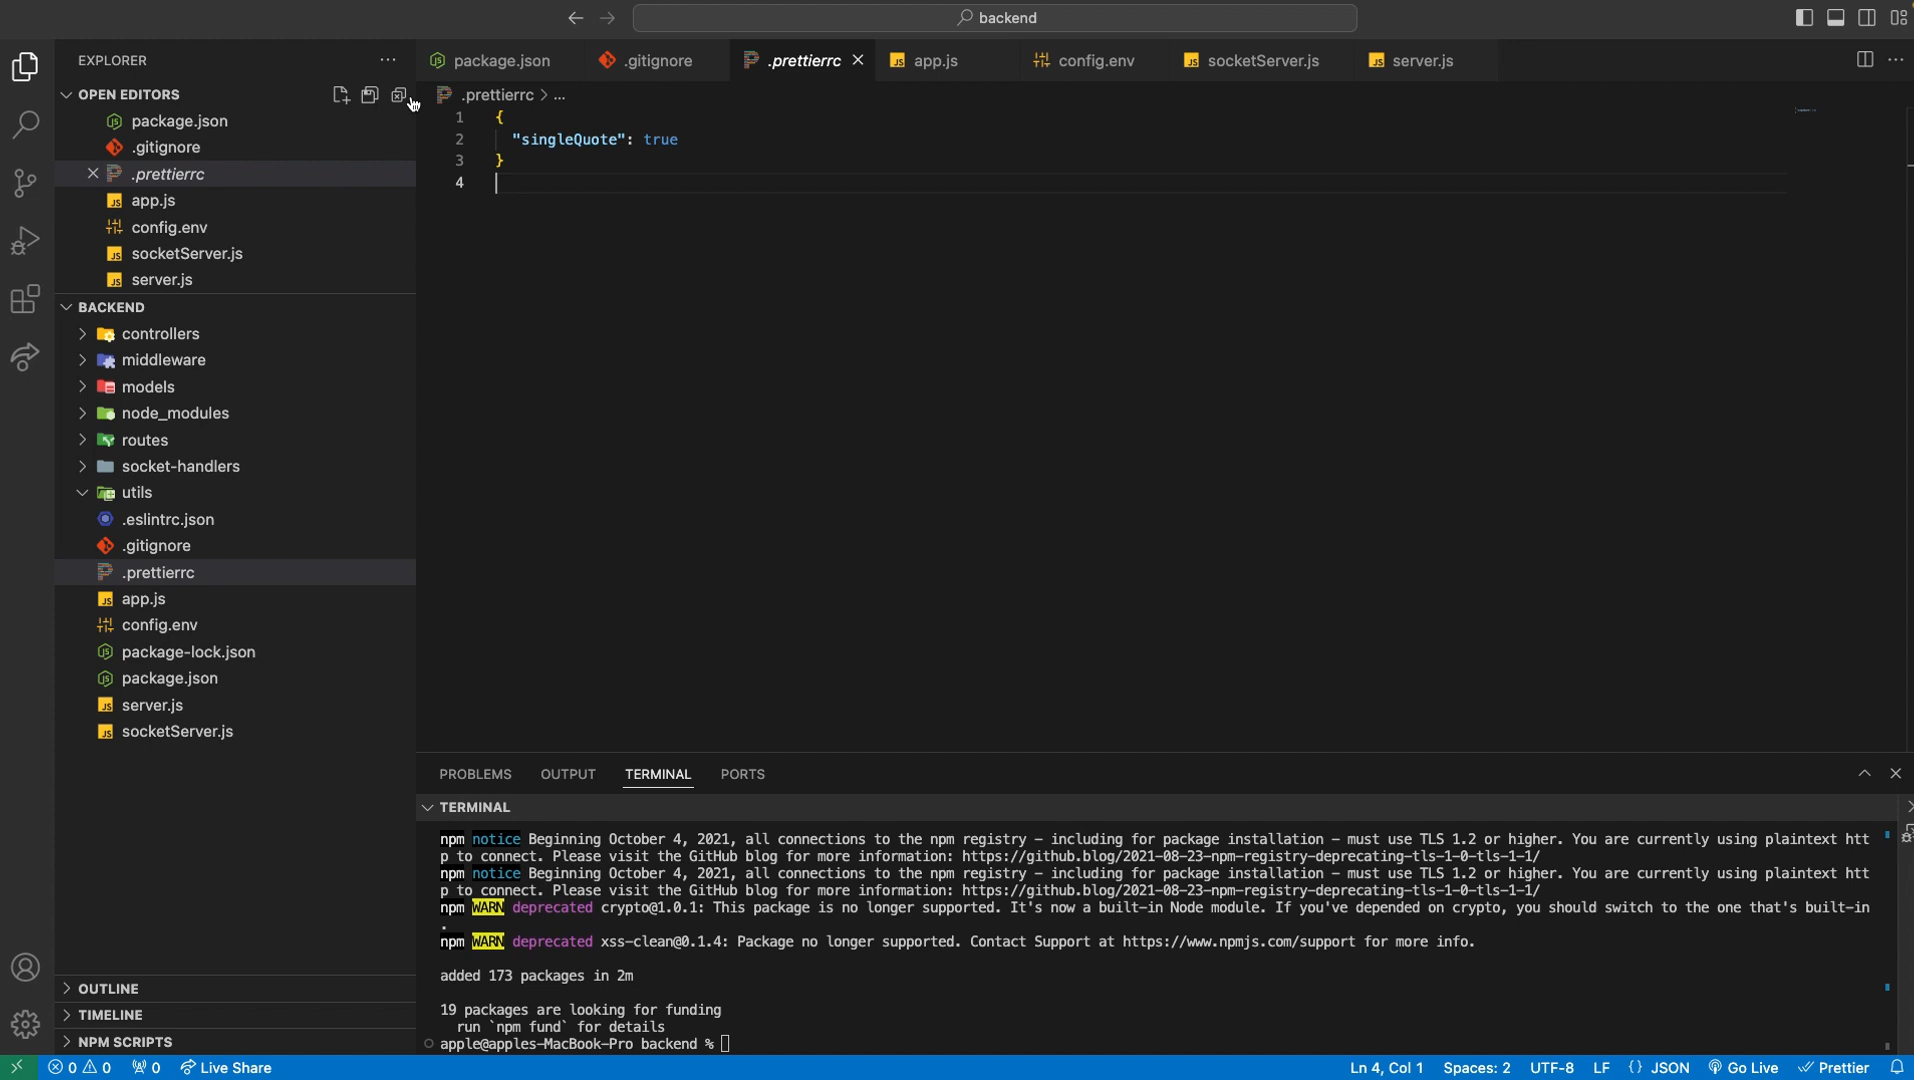 backend
EXPLORER
OPEN EDITORS
package.json
.gitignore
.prettierrc
app.js
config.env
socketServer.js
server.js
BACKEND
controllers
middleware
models
node_modules
routes
socket-handlers
utils
.eslintrc.json
.gitignore
.prettierrc
app.js
config.env
package-lock.json
package.json
server.js
socketServer.js
OUTLINE
TIMELINE
NPM SCRIPTS
package.json
.gitignore
.prettierrc
app.js
config.env
socketServer.js
server.js
.prettierrc > ...
1 {
2 "singleQuote": true
3 }
4
PROBLEMS OUTPUT TERMINAL PORTS
TERMINAL
npm notice Beginning October 4, 2021, all connections to the npm registry – including for package installation – must use TLS 1.2 or higher. You are currently using plaintext htt
p to connect. Please visit the GitHub blog for more information: https://github.blog/2021-08-23-npm-registry-deprecating-tls-1-0-tls-1-1/
npm notice Beginning October 4, 2021, all connections to the npm registry – including for package installation – must use TLS 1.2 or higher. You are currently using plaintext htt
p to connect. Please visit the GitHub blog for more information: https://github.blog/2021-08-23-npm-registry-deprecating-tls-1-0-tls-1-1/
npm WARN deprecated crypto@1.0.1: This package is no longer supported. It's now a built-in Node module. If you've depended on crypto, you should switch to the one that's built-in
.
npm WARN deprecated xss-clean@0.1.4: Package no longer supported. Contact Support at https://www.npmjs.com/support for more info.
added 173 packages in 2m
19 packages are looking for funding
run `npm fund` for details
apple@apples-MacBook-Pro backend %
0 0 0 Live Share Ln 4, Col 1 Spaces: 2 UTF-8 LF {} JSON Go Live Prettier